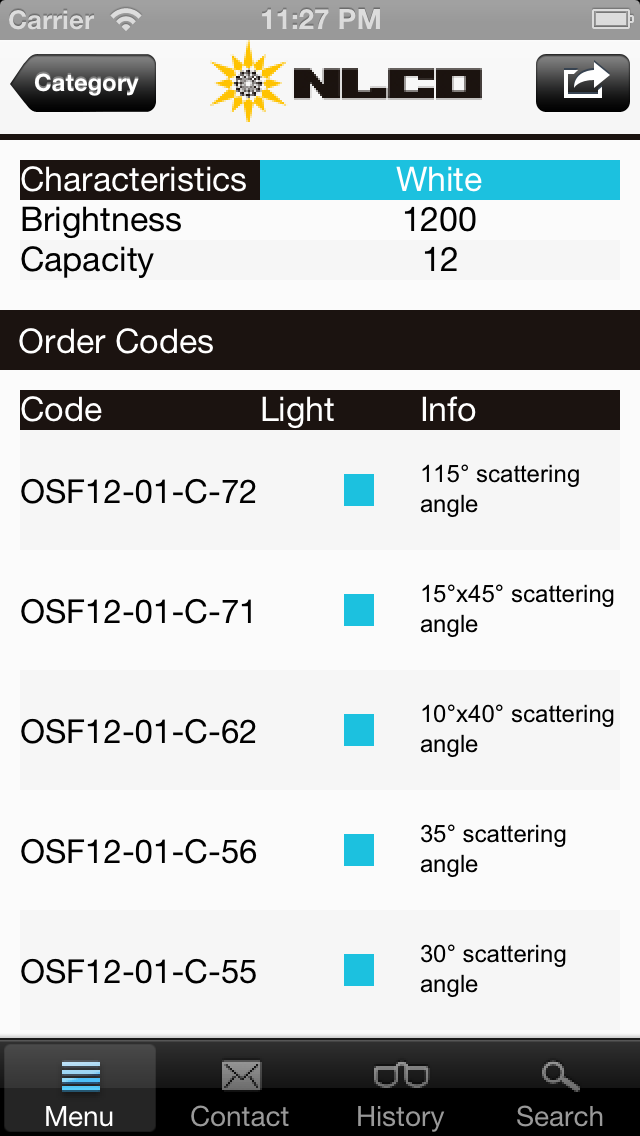 Carrier 11:27 PM
Category NLCO
Characteristics White
Brightness 1200
Capacity 12
Order Codes
Code Light Info
OSF12-01-C-72 115° scattering
angle
OSF12-01-C-71 15°x45° scattering
angle
OSF12-01-C-62 10°x40° scattering
angle
OSF12-01-C-56 35° scattering
angle
OSF12-01-C-55 30° scattering
angle
Menu Contact History Search